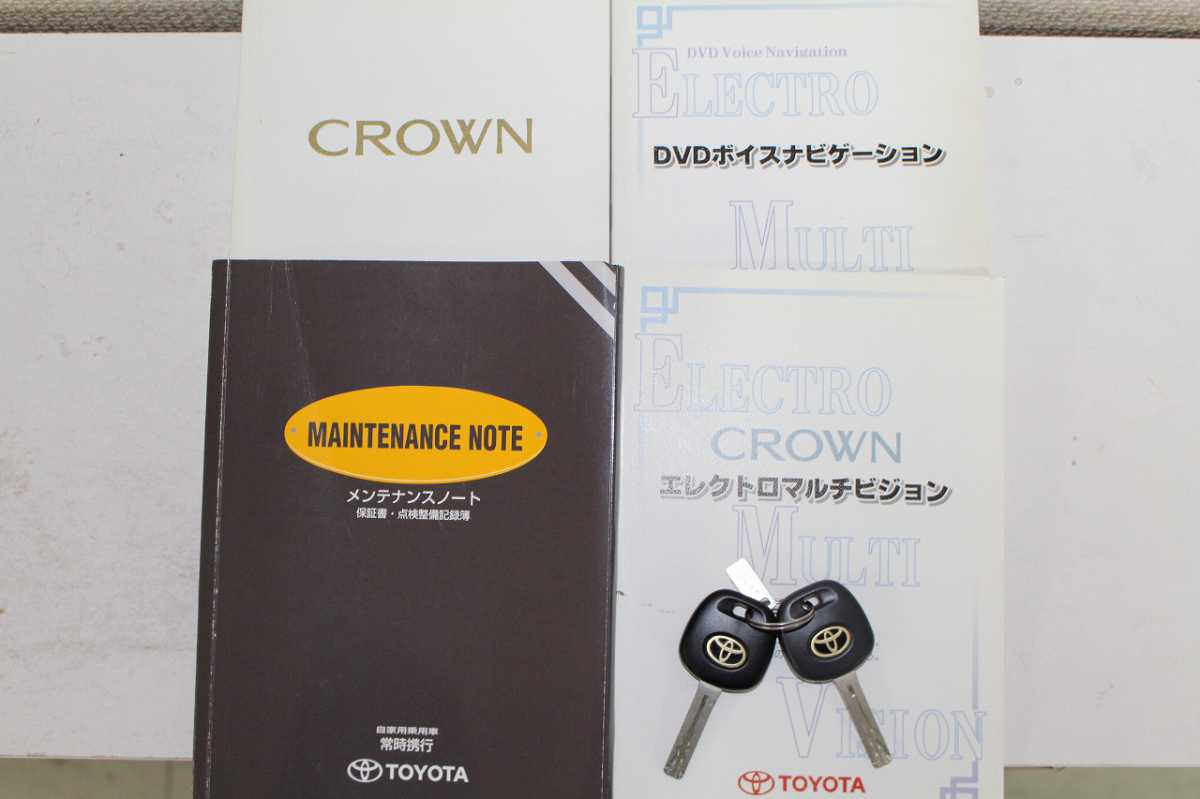 CROWN
DVD Voice Navigation
ELECTRO
DVDボイスナビゲーション
MULTI
MAINTENANCE NOTE
メンテナンスノート
保証書・点検整備記録簿
自家用乗用車
常時携行
TOYOTA
ELECTRO
CROWN
エレクトロマルチビジョン
MULTI
VISION
TOYOTA